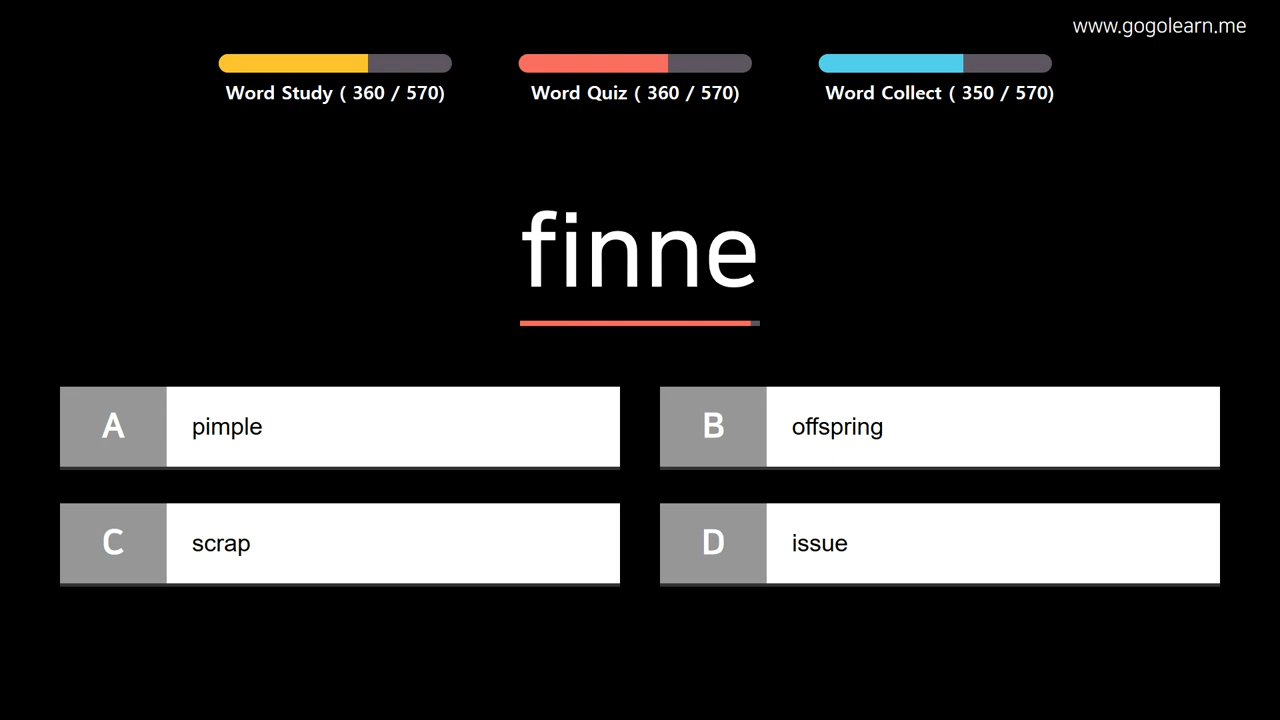 www.gogolearn.me
Word Study ( 360 / 570)
Word Quiz ( 360 / 570)
Word Collect ( 350 / 570)
finne
A pimple
B offspring
C scrap
D issue